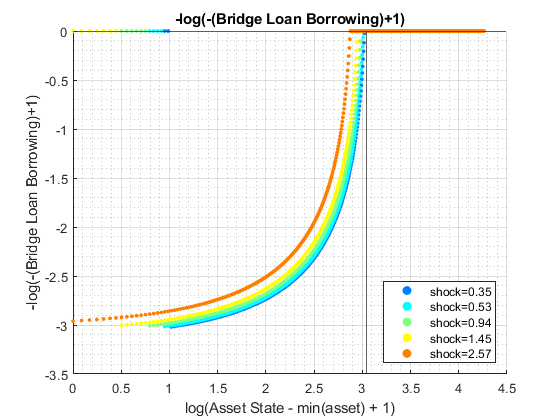 -log(-(Bridge Loan Borrowing)+1)
-log(-(Bridge Loan Borrowing)+1)
0
-0.5
-1
-1.5
-2
-2.5
-3
-3.5
shock=0.35
shock=0.53
shock=0.94
shock=1.45
shock=2.57
0
0.5
1
1.5
2
2.5
3
3.5
4
4.5
log(Asset State - min(asset) + 1)